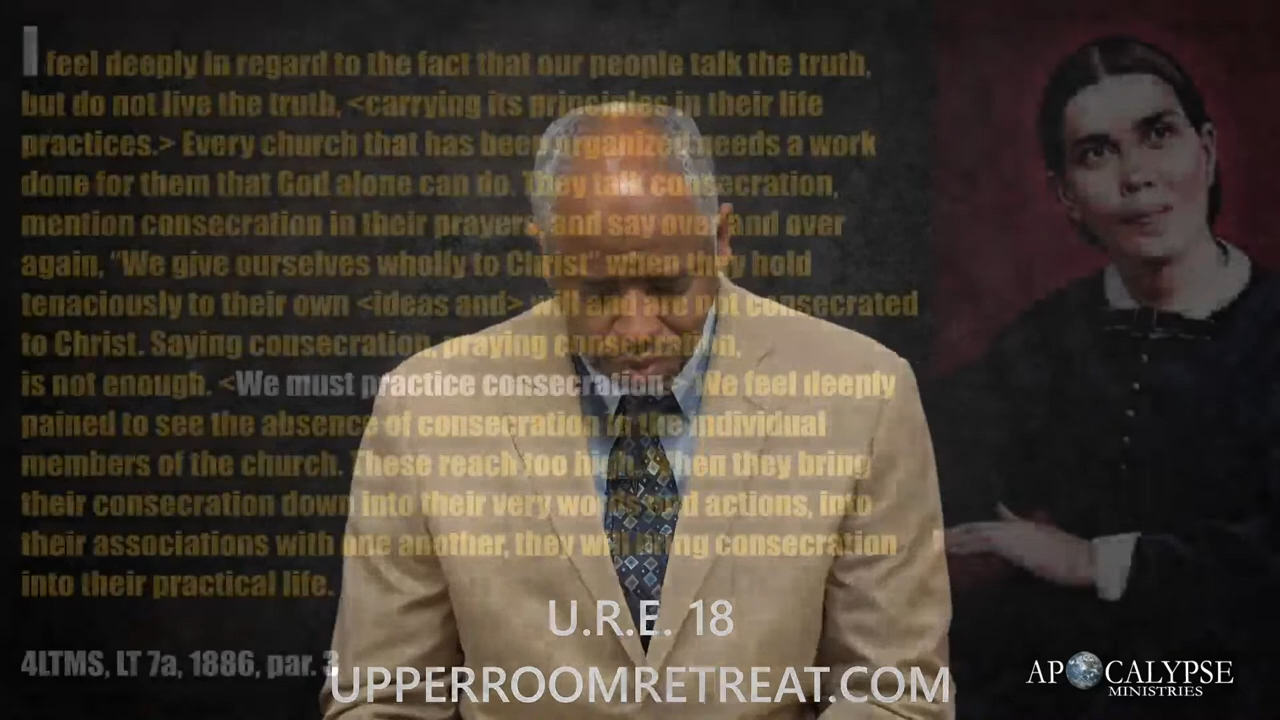 I feel deeply in regard to the fact that our people talk the truth,
but do not live the truth, <carrying its principles in their life
practices.> Every church that has been organized needs a work
done for them that God alone can do. They talk consecration,
mention consecration in their prayers, and say over and over
again, “We give ourselves wholly to Christ” when they hold
tenaciously to their own <ideas and> will and are not consecrated
to Christ. Saying consecration, praying consecration,
is not enough. <We must practice consecration.> We feel deeply
pained to see the absence of consecration in the individual
members of the church. These reach too high. When they bring
their consecration down into their very words and actions, into
their associations with one another, they will bring consecration
into their practical life.
4LTMS, LT 7a, 1886, par. 3
U.R.E. 18
UPPERROOMRETREAT.COM
APOCALYPSE
MINISTRIES